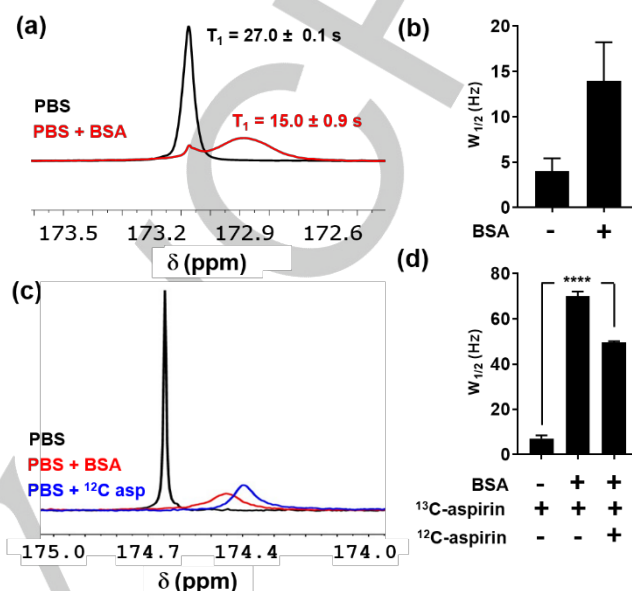 (a)
T₁ = 27.0 ± 0.1 s
PBS
PBS + BSA
T₁ = 15.0 ± 0.9 s
173.5 173.2 172.9 172.6
δ (ppm)
(b)
20
15
10
5
0
W₁/₂ (Hz)
BSA - +
(c)
PBS
PBS + BSA
PBS + ¹²C asp
175.0 174.7 174.4 174.0
δ (ppm)
(d)
80
60
40
20
0
W₁/₂ (Hz)
****
BSA - + +
¹³C-aspirin + + +
¹²C-aspirin - - +